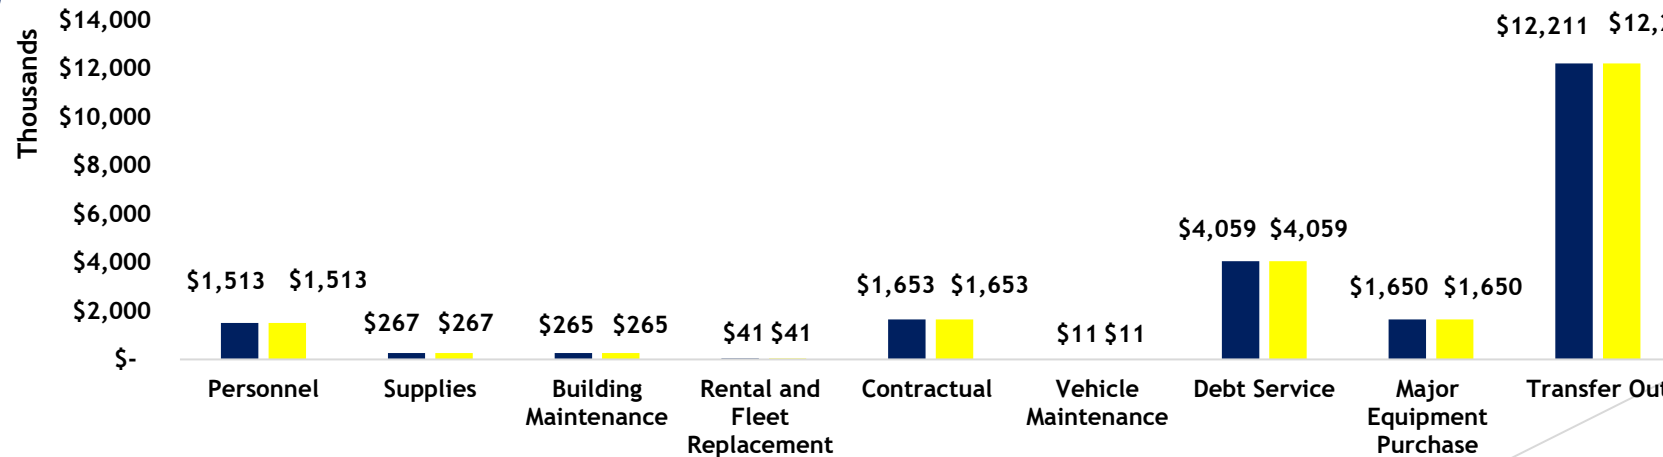 Thousands
$14,000
$12,000
$10,000
$8,000
$6,000
$4,000
$2,000
$-
$1,513 $1,513
$267 $267
$265 $265
$41 $41
$1,653 $1,653
$11 $11
$4,059 $4,059
$1,650 $1,650
$12,211
Personnel
Supplies
Building
Maintenance
Rental and
Fleet
Replacement
Contractual
Vehicle
Maintenance
Debt Service
Major
Equipment
Purchase
Transfer Out